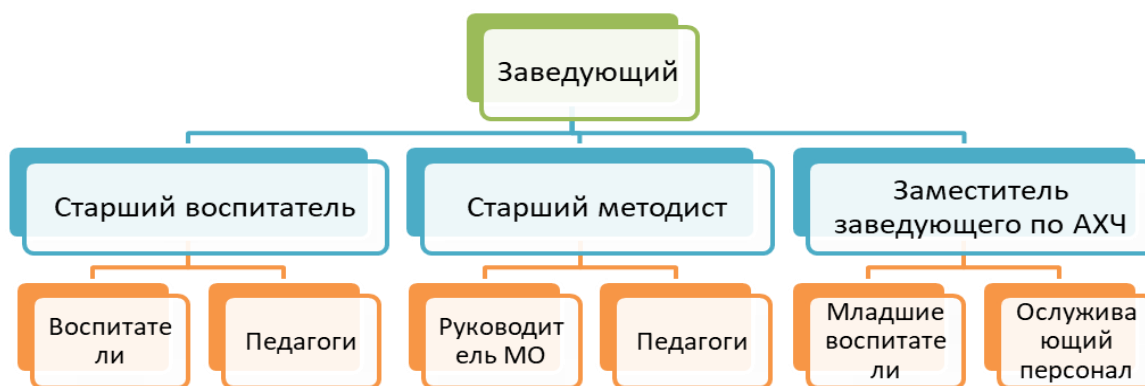 Заведующий
Старший воспитатель
Старший методист
Заместитель
заведующего по АХЧ
Воспитате
ли
Педагоги
Руководит
ель МО
Педагоги
Младшие
воспитате
ли
Ослужива
ющий
персонал